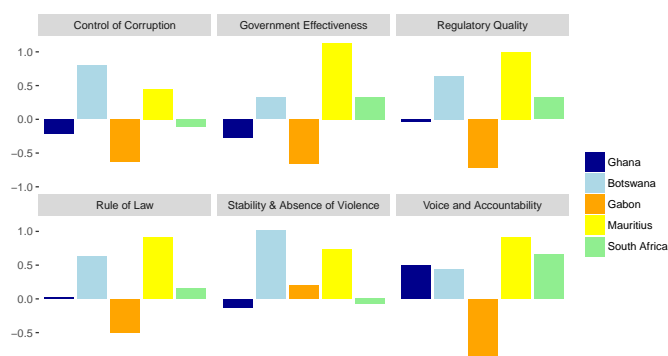 Control of Corruption
Government Effectiveness
Regulatory Quality
1.0
0.5
0.0
−0.5
−1.0
Rule of Law
Stability & Absence of Violence
Voice and Accountability
1.0
0.5
0.0
−0.5
Ghana
Botswana
Gabon
Mauritius
South Africa